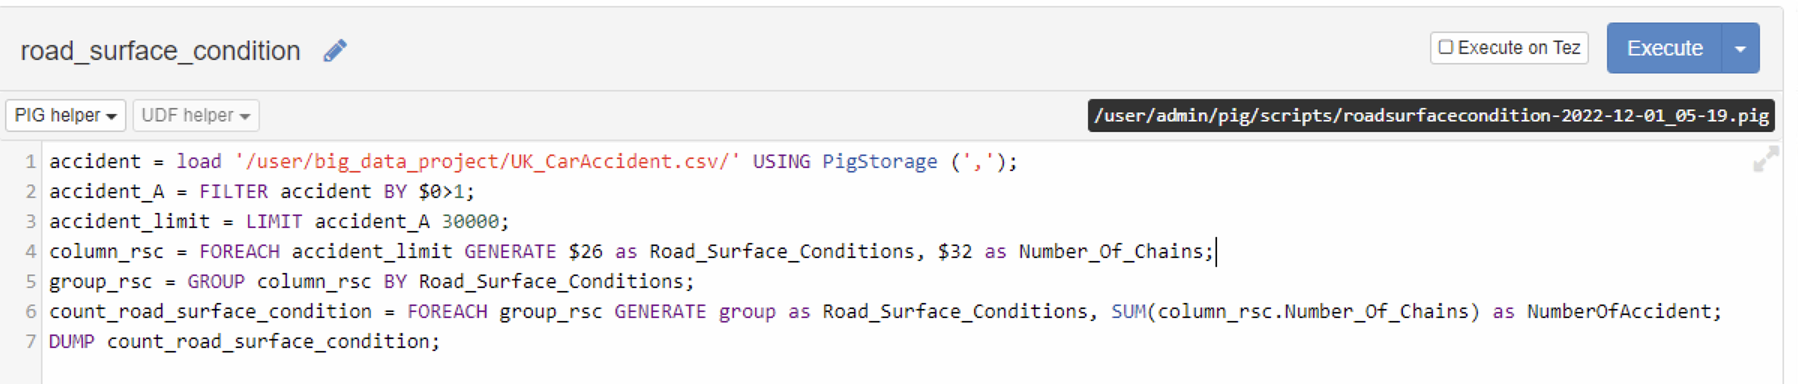 road_surface_condition
Execute on Tez
Execute
PIG helper
UDF helper
/user/admin/pig/scripts/roadsurfacecondition-2022-12-01_05-19.pig
1 accident = load '/user/big_data_project/UK_CarAccident.csv/' USING PigStorage (',');
2 accident_A = FILTER accident BY $0>1;
3 accident_limit = LIMIT accident_A 30000;
4 column_rsc = FOREACH accident_limit GENERATE $26 as Road_Surface_Conditions, $32 as Number_Of_Chains;
5 group_rsc = GROUP column_rsc BY Road_Surface_Conditions;
6 count_road_surface_condition = FOREACH group_rsc GENERATE group as Road_Surface_Conditions, SUM(column_rsc.Number_Of_Chains) as NumberOfAccident;
7 DUMP count_road_surface_condition;